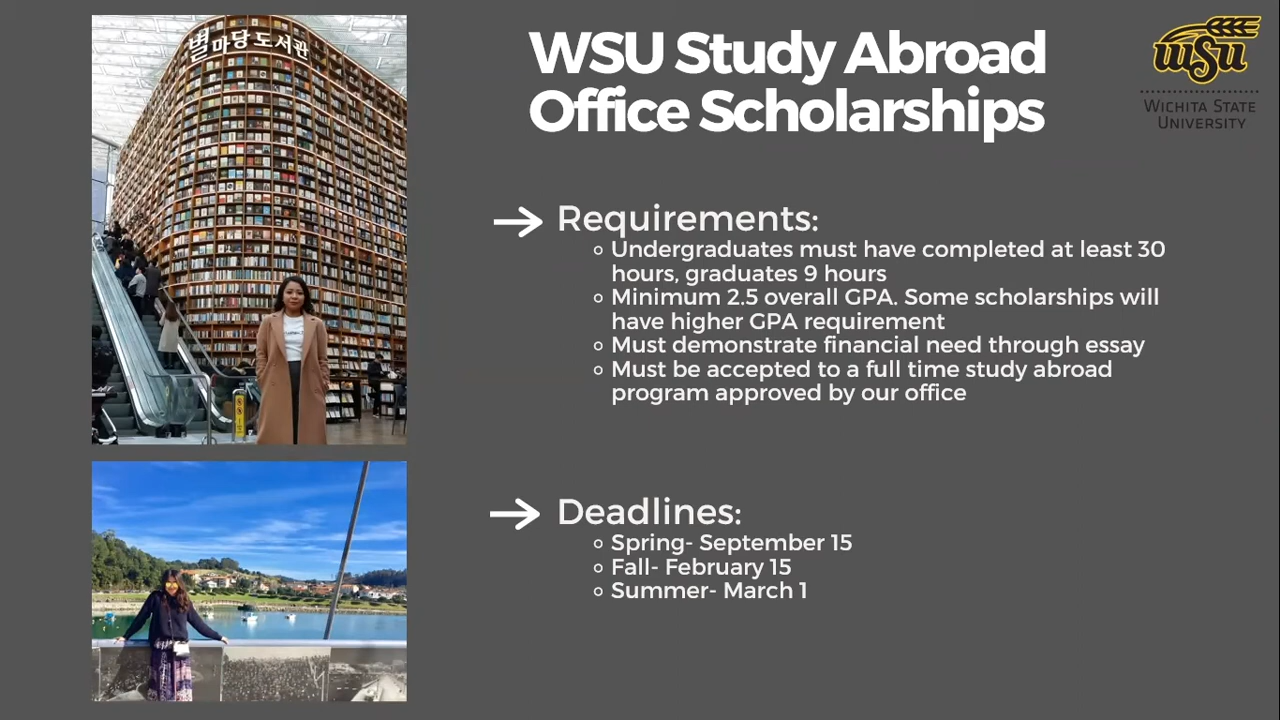 별마당도서관
WSU Study Abroad
Office Scholarships
WSU
WICHITA STATE
UNIVERSITY
Requirements:
Undergraduates must have completed at least 30
hours, graduates 9 hours
Minimum 2.5 overall GPA. Some scholarships will
have higher GPA requirement
Must demonstrate financial need through essay
Must be accepted to a full time study abroad
program approved by our office
Deadlines:
Spring- September 15
Fall- February 15
Summer- March 1